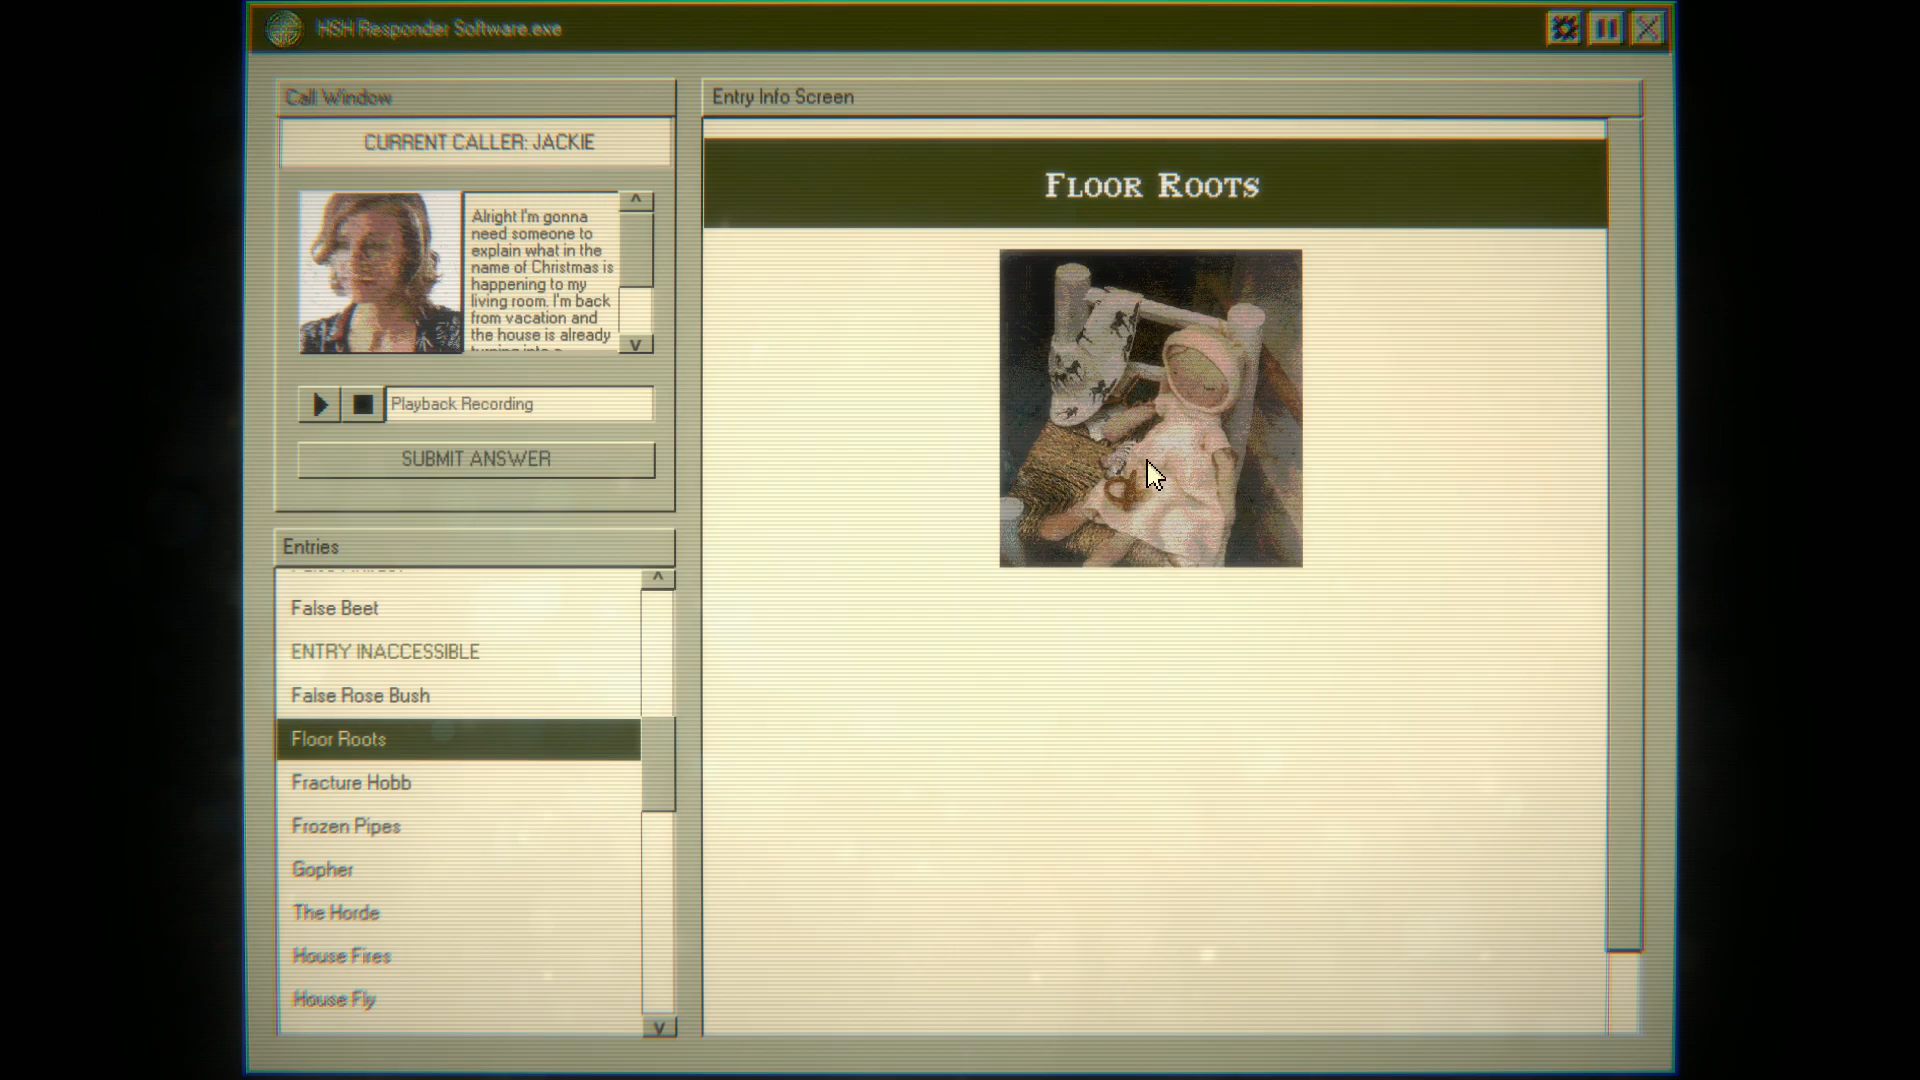 HSH Responder Software.exe
Call Window
CURRENT CALLER: JACKIE
Alright I'm gonna
need someone to
explain what in the
name of Christmas is
happening to my
living room. I'm back
from vacation and
the house is already
Playback Recording
SUBMIT ANSWER
Entries
False Beet
ENTRY INACCESSIBLE
False Rose Bush
Floor Roots
Fracture Hobb
Frozen Pipes
Gopher
The Horde
House Fires
House Fly
Entry Info Screen
Floor Roots